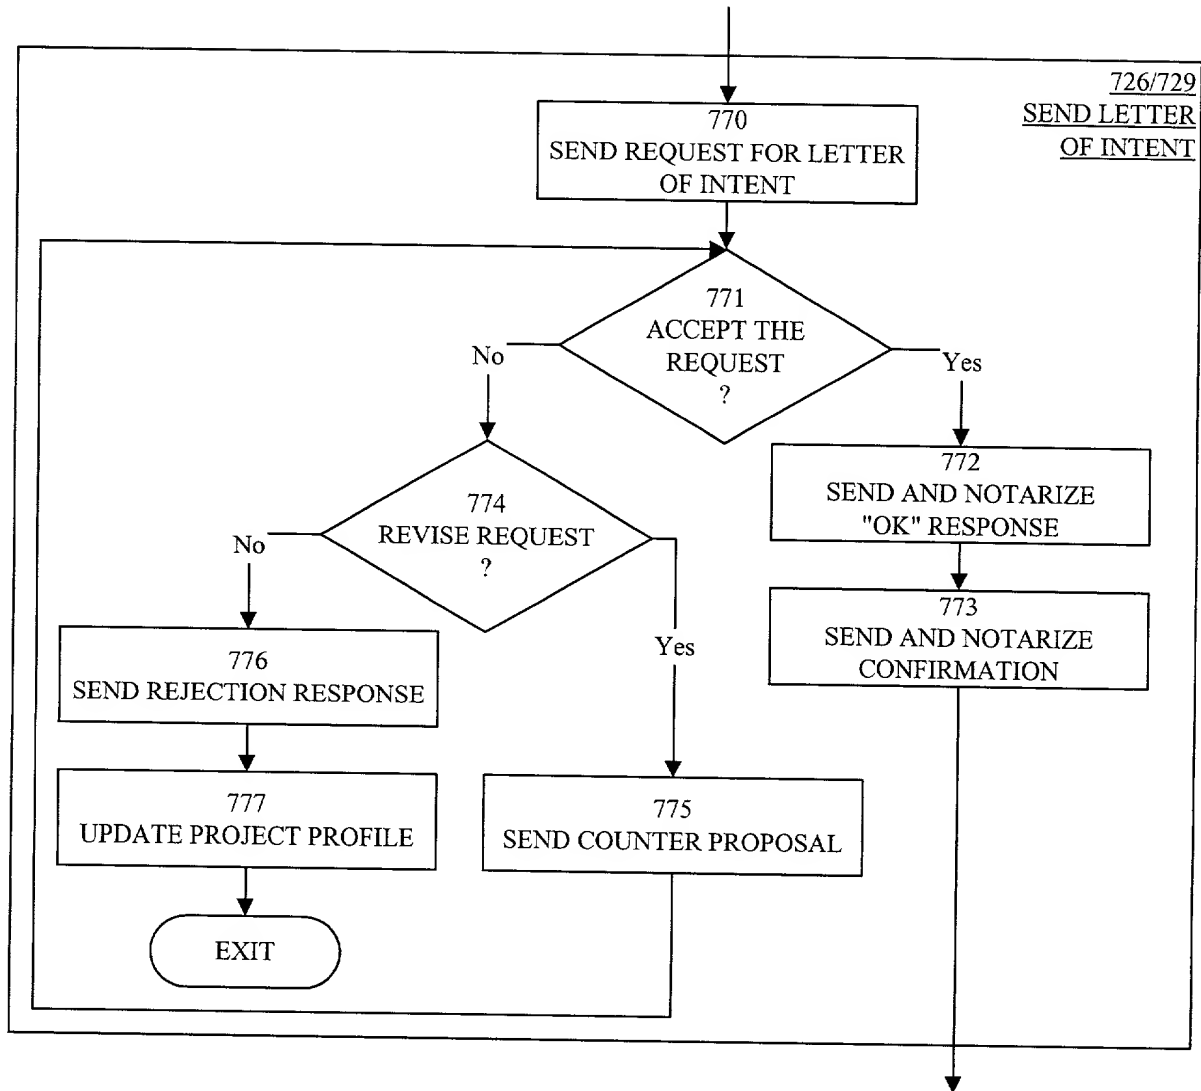 726/729
SEND LETTER
OF INTENT
770
SEND REQUEST FOR LETTER
OF INTENT
771
ACCEPT THE
REQUEST
?
No
Yes
774
REVISE REQUEST
?
772
SEND AND NOTARIZE
"OK" RESPONSE
No
Yes
773
SEND AND NOTARIZE
CONFIRMATION
776
SEND REJECTION RESPONSE
777
UPDATE PROJECT PROFILE
775
SEND COUNTER PROPOSAL
EXIT